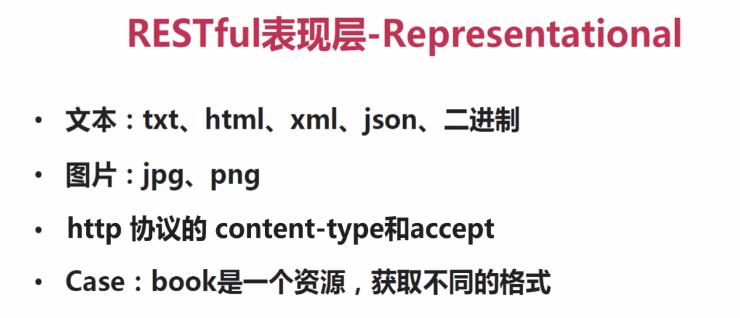 RESTful表现层-Representational
• 文本：txt、html、xml、json、二进制
• 图片：jpg、png
• http 协议的 content-type和accept
• Case：book是一个资源，获取不同的格式